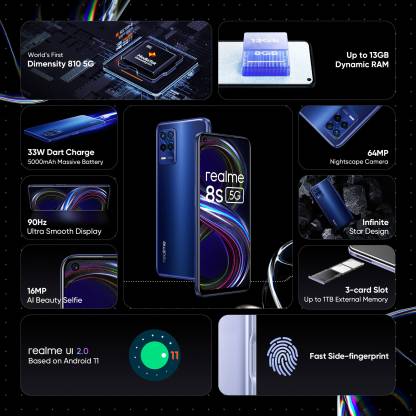 World's First
Dimensity 810 5G
Up to 13GB
Dynamic RAM
33W Dart Charge
5000mAh Massive Battery
realme
8s 5G
realme
64MP
Nightscape Camera
90Hz
Ultra Smooth Display
Infinite
Star Design
16MP
AI Beauty Selfie
3-card Slot
Up to 1TB External Memory
realme UI 2.0
Based on Android 11
11
Fast Side-fingerprint